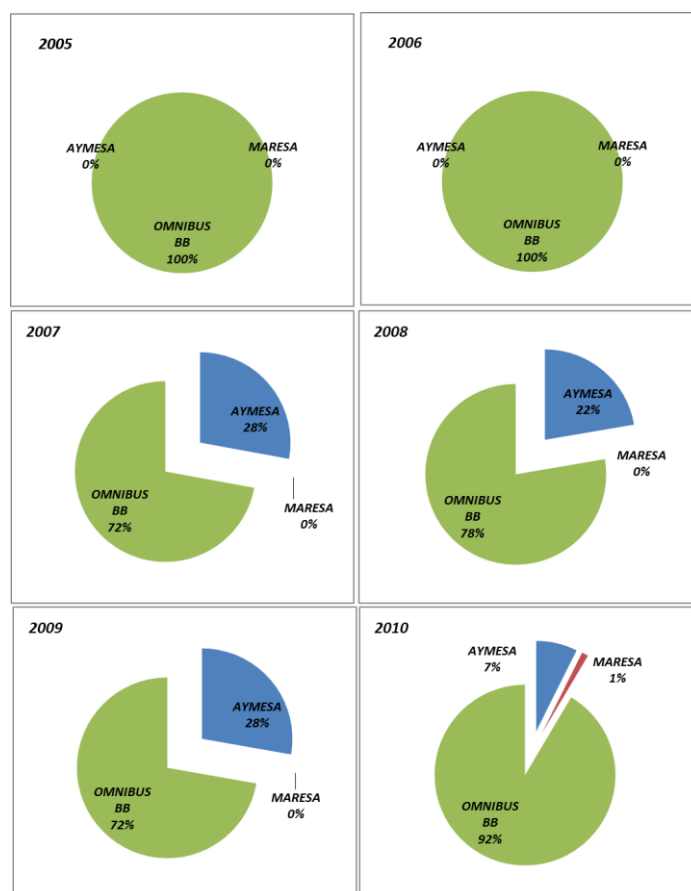 2005
AYMESA
0%
MARESA
0%
OMNIBUS
BB
100%
2006
AYMESA
0%
MARESA
0%
OMNIBUS
BB
100%
2007
AYMESA
28%
MARESA
0%
OMNIBUS
BB
72%
2008
AYMESA
22%
MARESA
0%
OMNIBUS
BB
78%
2009
AYMESA
28%
MARESA
0%
OMNIBUS
BB
72%
2010
AYMESA
7%
MARESA
1%
OMNIBUS
BB
92%